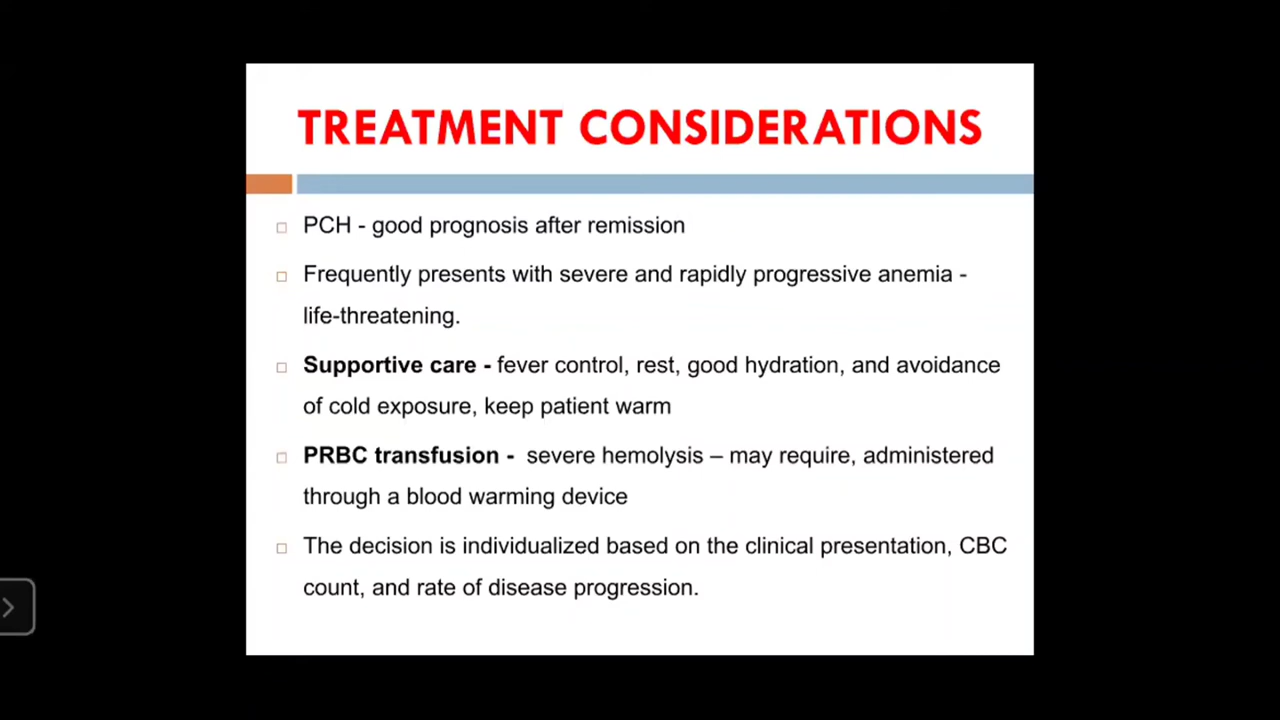 TREATMENT CONSIDERATIONS
PCH - good prognosis after remission
Frequently presents with severe and rapidly progressive anemia -
life-threatening.
Supportive care - fever control, rest, good hydration, and avoidance
of cold exposure, keep patient warm
PRBC transfusion -  severe hemolysis – may require, administered
through a blood warming device
The decision is individualized based on the clinical presentation, CBC
count, and rate of disease progression.